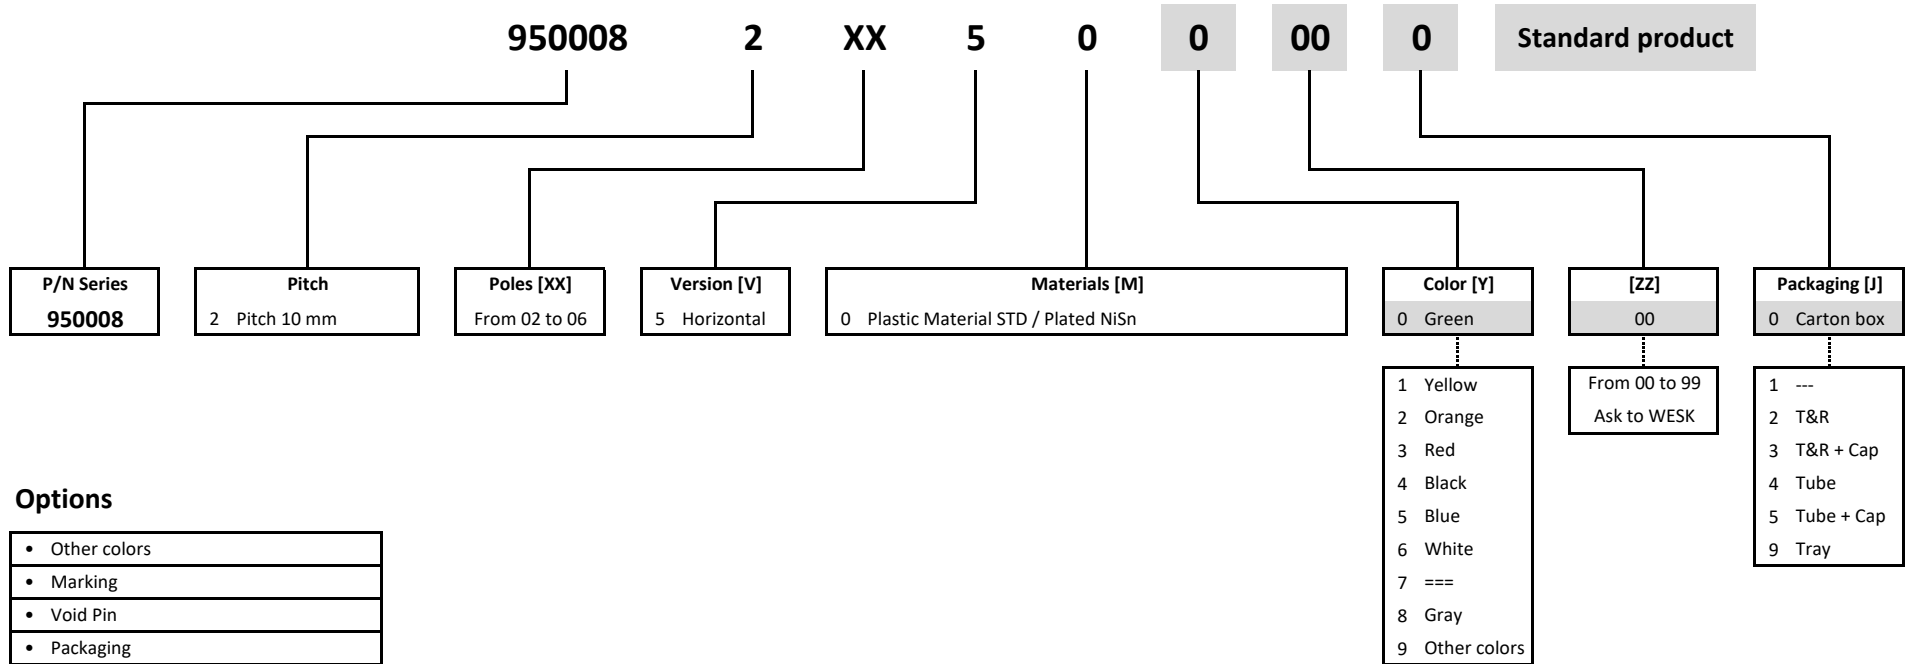 950008 2 XX 5 0 0 00 0 Standard product
P/N Series
950008
Pitch
2 Pitch 10 mm
Poles [XX]
From 02 to 06
Version [V]
5 Horizontal
Materials [M]
0 Plastic Material STD / Plated NiSn
Color [Y]
0 Green
1 Yellow
2 Orange
3 Red
4 Black
5 Blue
6 White
7 ===
8 Gray
9 Other colors
[ZZ]
00
From 00 to 99
Ask to WESK
Packaging [J]
0 Carton box
1 ---
2 T&R
3 T&R + Cap
4 Tube
5 Tube + Cap
9 Tray
Options
• Other colors
• Marking
• Void Pin
• Packaging